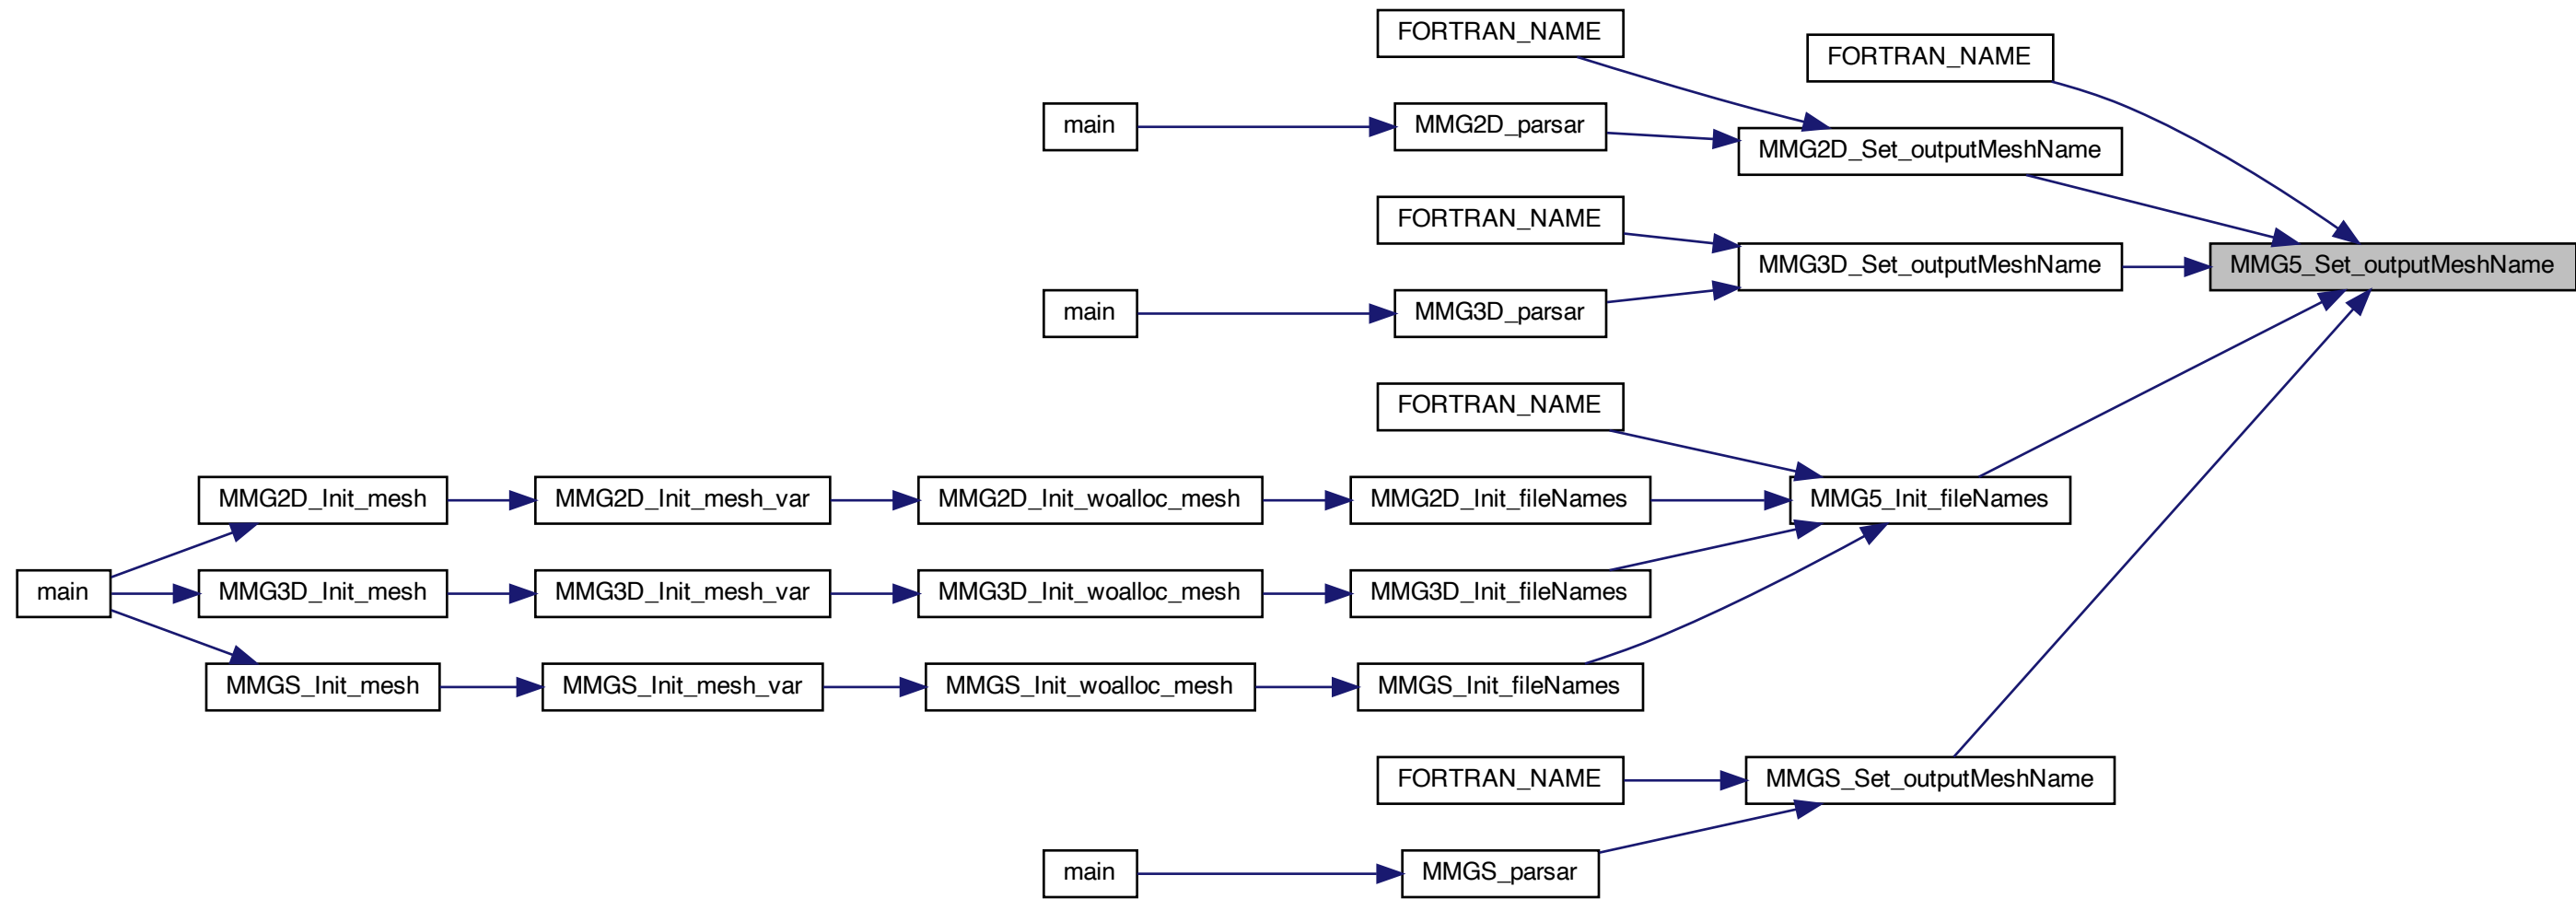 FORTRAN_NAME
FORTRAN_NAME
main
MMG2D_parsar
MMG2D_Set_outputMeshName
FORTRAN_NAME
MMG3D_Set_outputMeshName
MMG5_Set_outputMeshName
main
MMG3D_parsar
FORTRAN_NAME
MMG2D_Init_mesh
MMG2D_Init_mesh_var
MMG2D_Init_woalloc_mesh
MMG2D_Init_fileNames
MMG5_Init_fileNames
main
MMG3D_Init_mesh
MMG3D_Init_mesh_var
MMG3D_Init_woalloc_mesh
MMG3D_Init_fileNames
MMGS_Init_mesh
MMGS_Init_mesh_var
MMGS_Init_woalloc_mesh
MMGS_Init_fileNames
FORTRAN_NAME
MMGS_Set_outputMeshName
main
MMGS_parsar